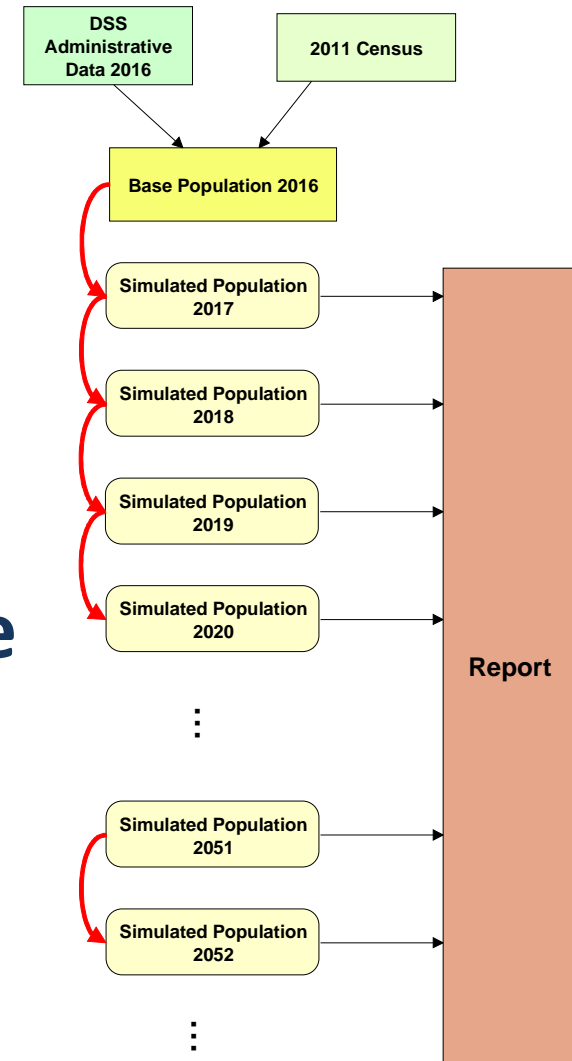 DSS
Administrative
Data 2016
2011 Census
Base Population 2016
Simulated Population
2017
Simulated Population
2018
Simulated Population
2019
Simulated Population
2020
e
Report
⋮
Simulated Population
2051
Simulated Population
2052
⋮